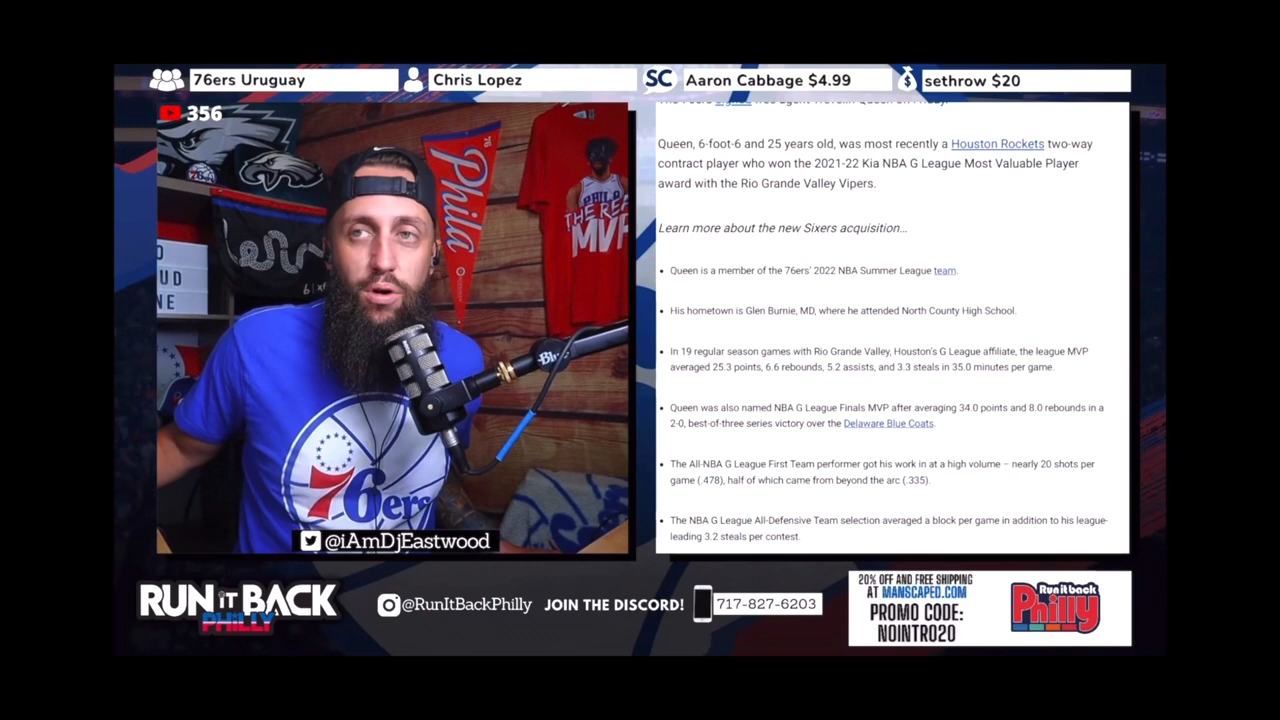 76ers Uruguay
Chris Lopez
SC
Aaron Cabbage $4.99
sethrow $20
356
Queen, 6-foot-6 and 25 years old, was most recently a Houston Rockets two-way
contract player who won the 2021-22 Kia NBA G League Most Valuable Player
award with the Rio Grande Valley Vipers.
Learn more about the new Sixers acquisition…
• Queen is a member of the 76ers' 2022 NBA Summer League team.
• His hometown is Glen Burnie, MD, where he attended North County High School.
• In 19 regular season games with Rio Grande Valley, Houston's G League affiliate, the league MVP
averaged 25.3 points, 6.6 rebounds, 5.2 assists, and 3.3 steals in 35.0 minutes per game.
• Queen was also named NBA G League Finals MVP after averaging 34.0 points and 8.0 rebounds in a
2-0, best-of-three series victory over the Delaware Blue Coats.
• The All-NBA G League First Team performer got his work in at a high volume – nearly 20 shots per
game (.478), half of which came from beyond the arc (.335).
• The NBA G League All-Defensive Team selection averaged a block per game in addition to his league-
leading 3.2 steals per contest.
Phila
PHILA
MVP
UD
NE
Blue
76ers
@iAmDjEastwood
RUN IT BACK
PHILLY
@RunItBackPhilly
JOIN THE DISCORD!
717-827-6203
20% OFF AND FREE SHIPPING
AT MANSCAPED.COM
PROMO CODE:
NOINTRO20
Run it back
Philly